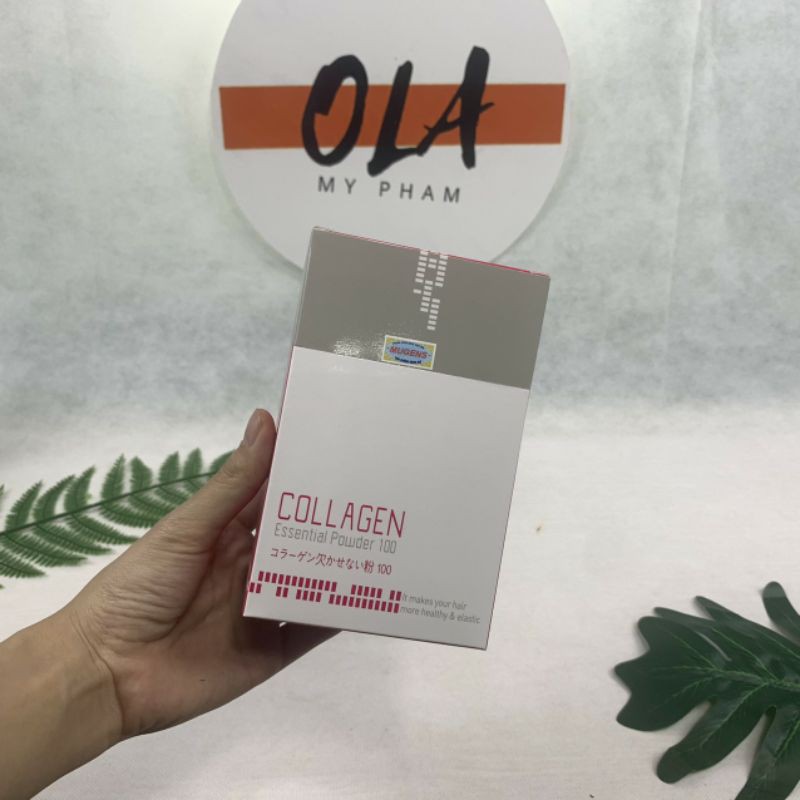 OLA
MY PHAM
MUGENS
COLLAGEN
Essential Powder 100
コラーゲン欠かせない粉 100
It makes your hair
more healthy & elastic